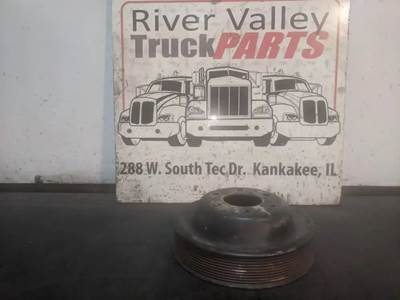 River Valley
TruckPARTS
288 W. South Tec Dr. Kankakee, IL